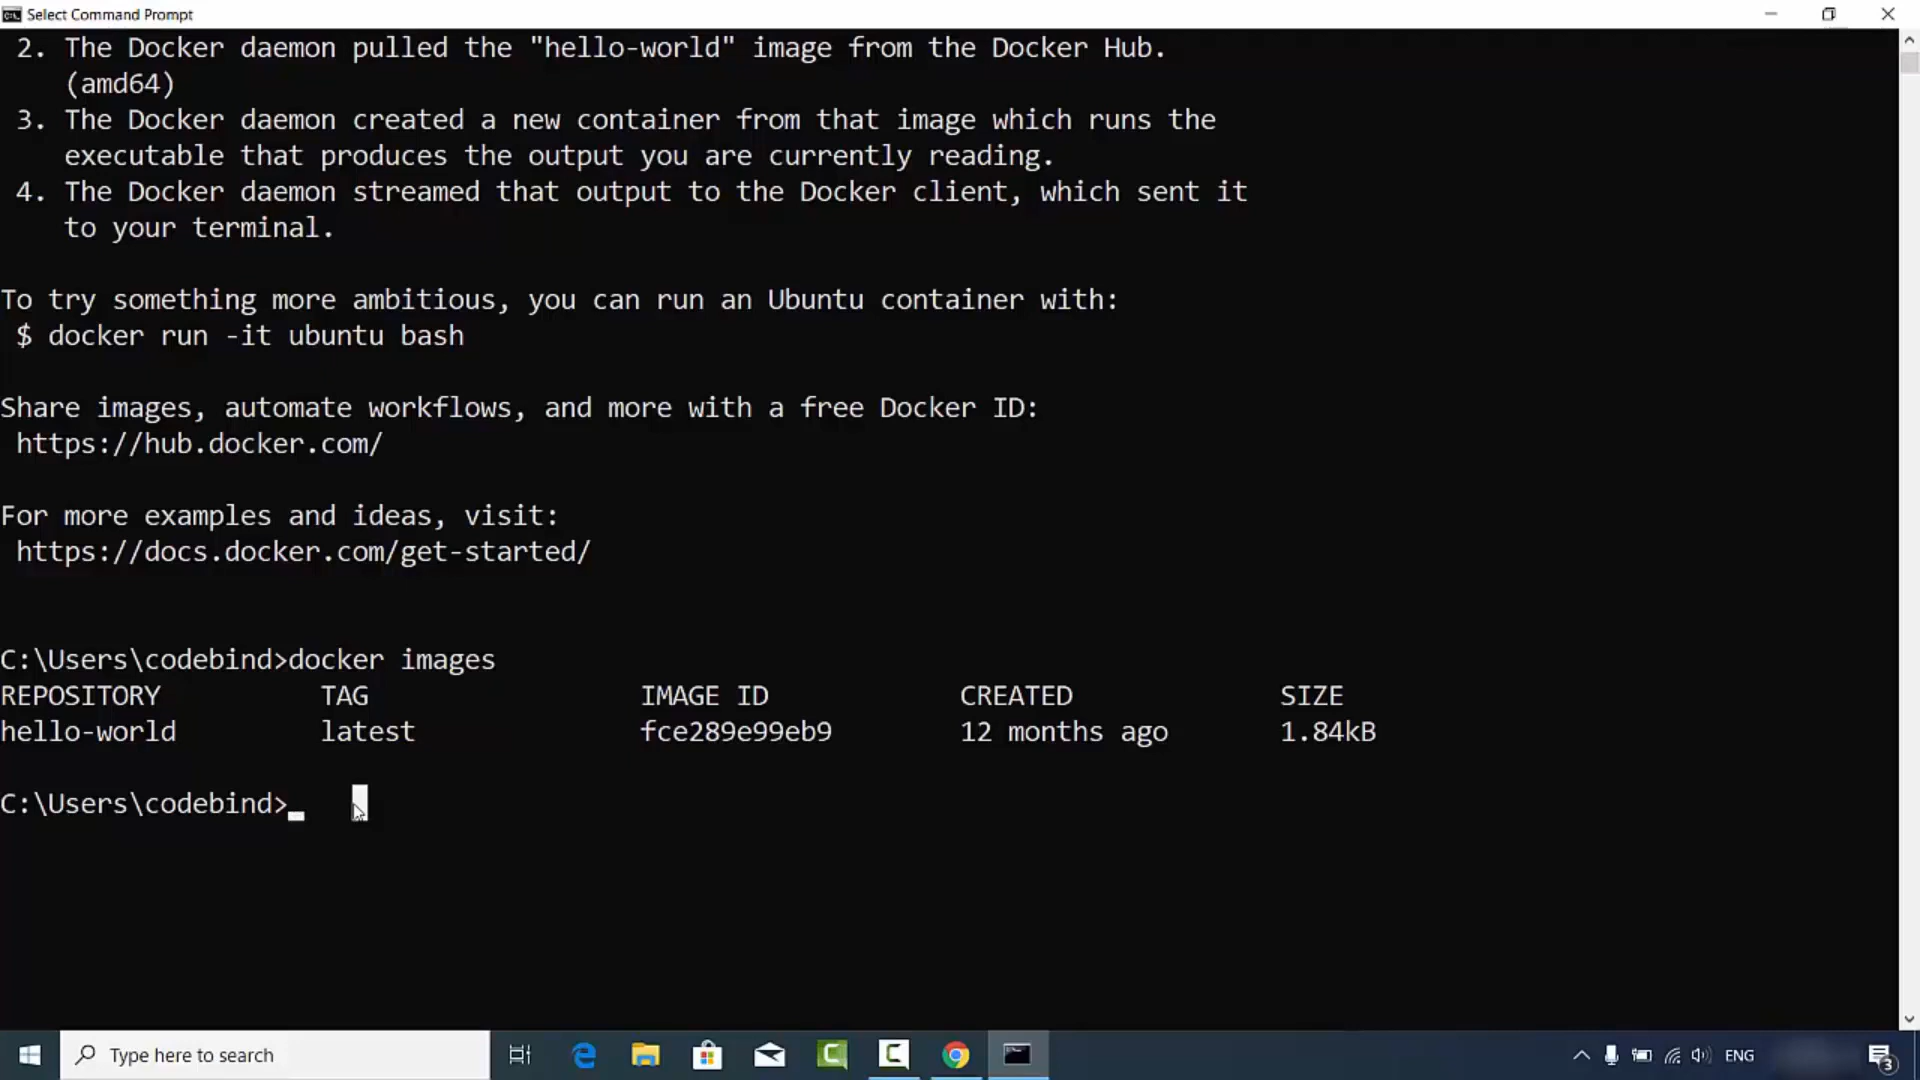 Select Command Prompt
2. The Docker daemon pulled the "hello-world" image from the Docker Hub.
(amd64)
3. The Docker daemon created a new container from that image which runs the
executable that produces the output you are currently reading.
4. The Docker daemon streamed that output to the Docker client, which sent it
to your terminal.
To try something more ambitious, you can run an Ubuntu container with:
$ docker run -it ubuntu bash
Share images, automate workflows, and more with a free Docker ID:
https://hub.docker.com/
For more examples and ideas, visit:
https://docs.docker.com/get-started/
C:\Users\codebind>docker images
REPOSITORY TAG IMAGE ID CREATED SIZE
hello-world latest fce289e99eb9 12 months ago 1.84kB
C:\Users\codebind>
Type here to search ENG 3